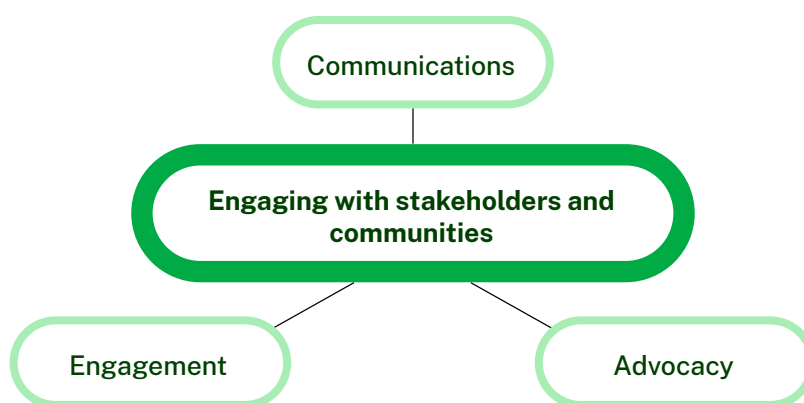 Communications
Engaging with stakeholders and
communities
Engagement
Advocacy